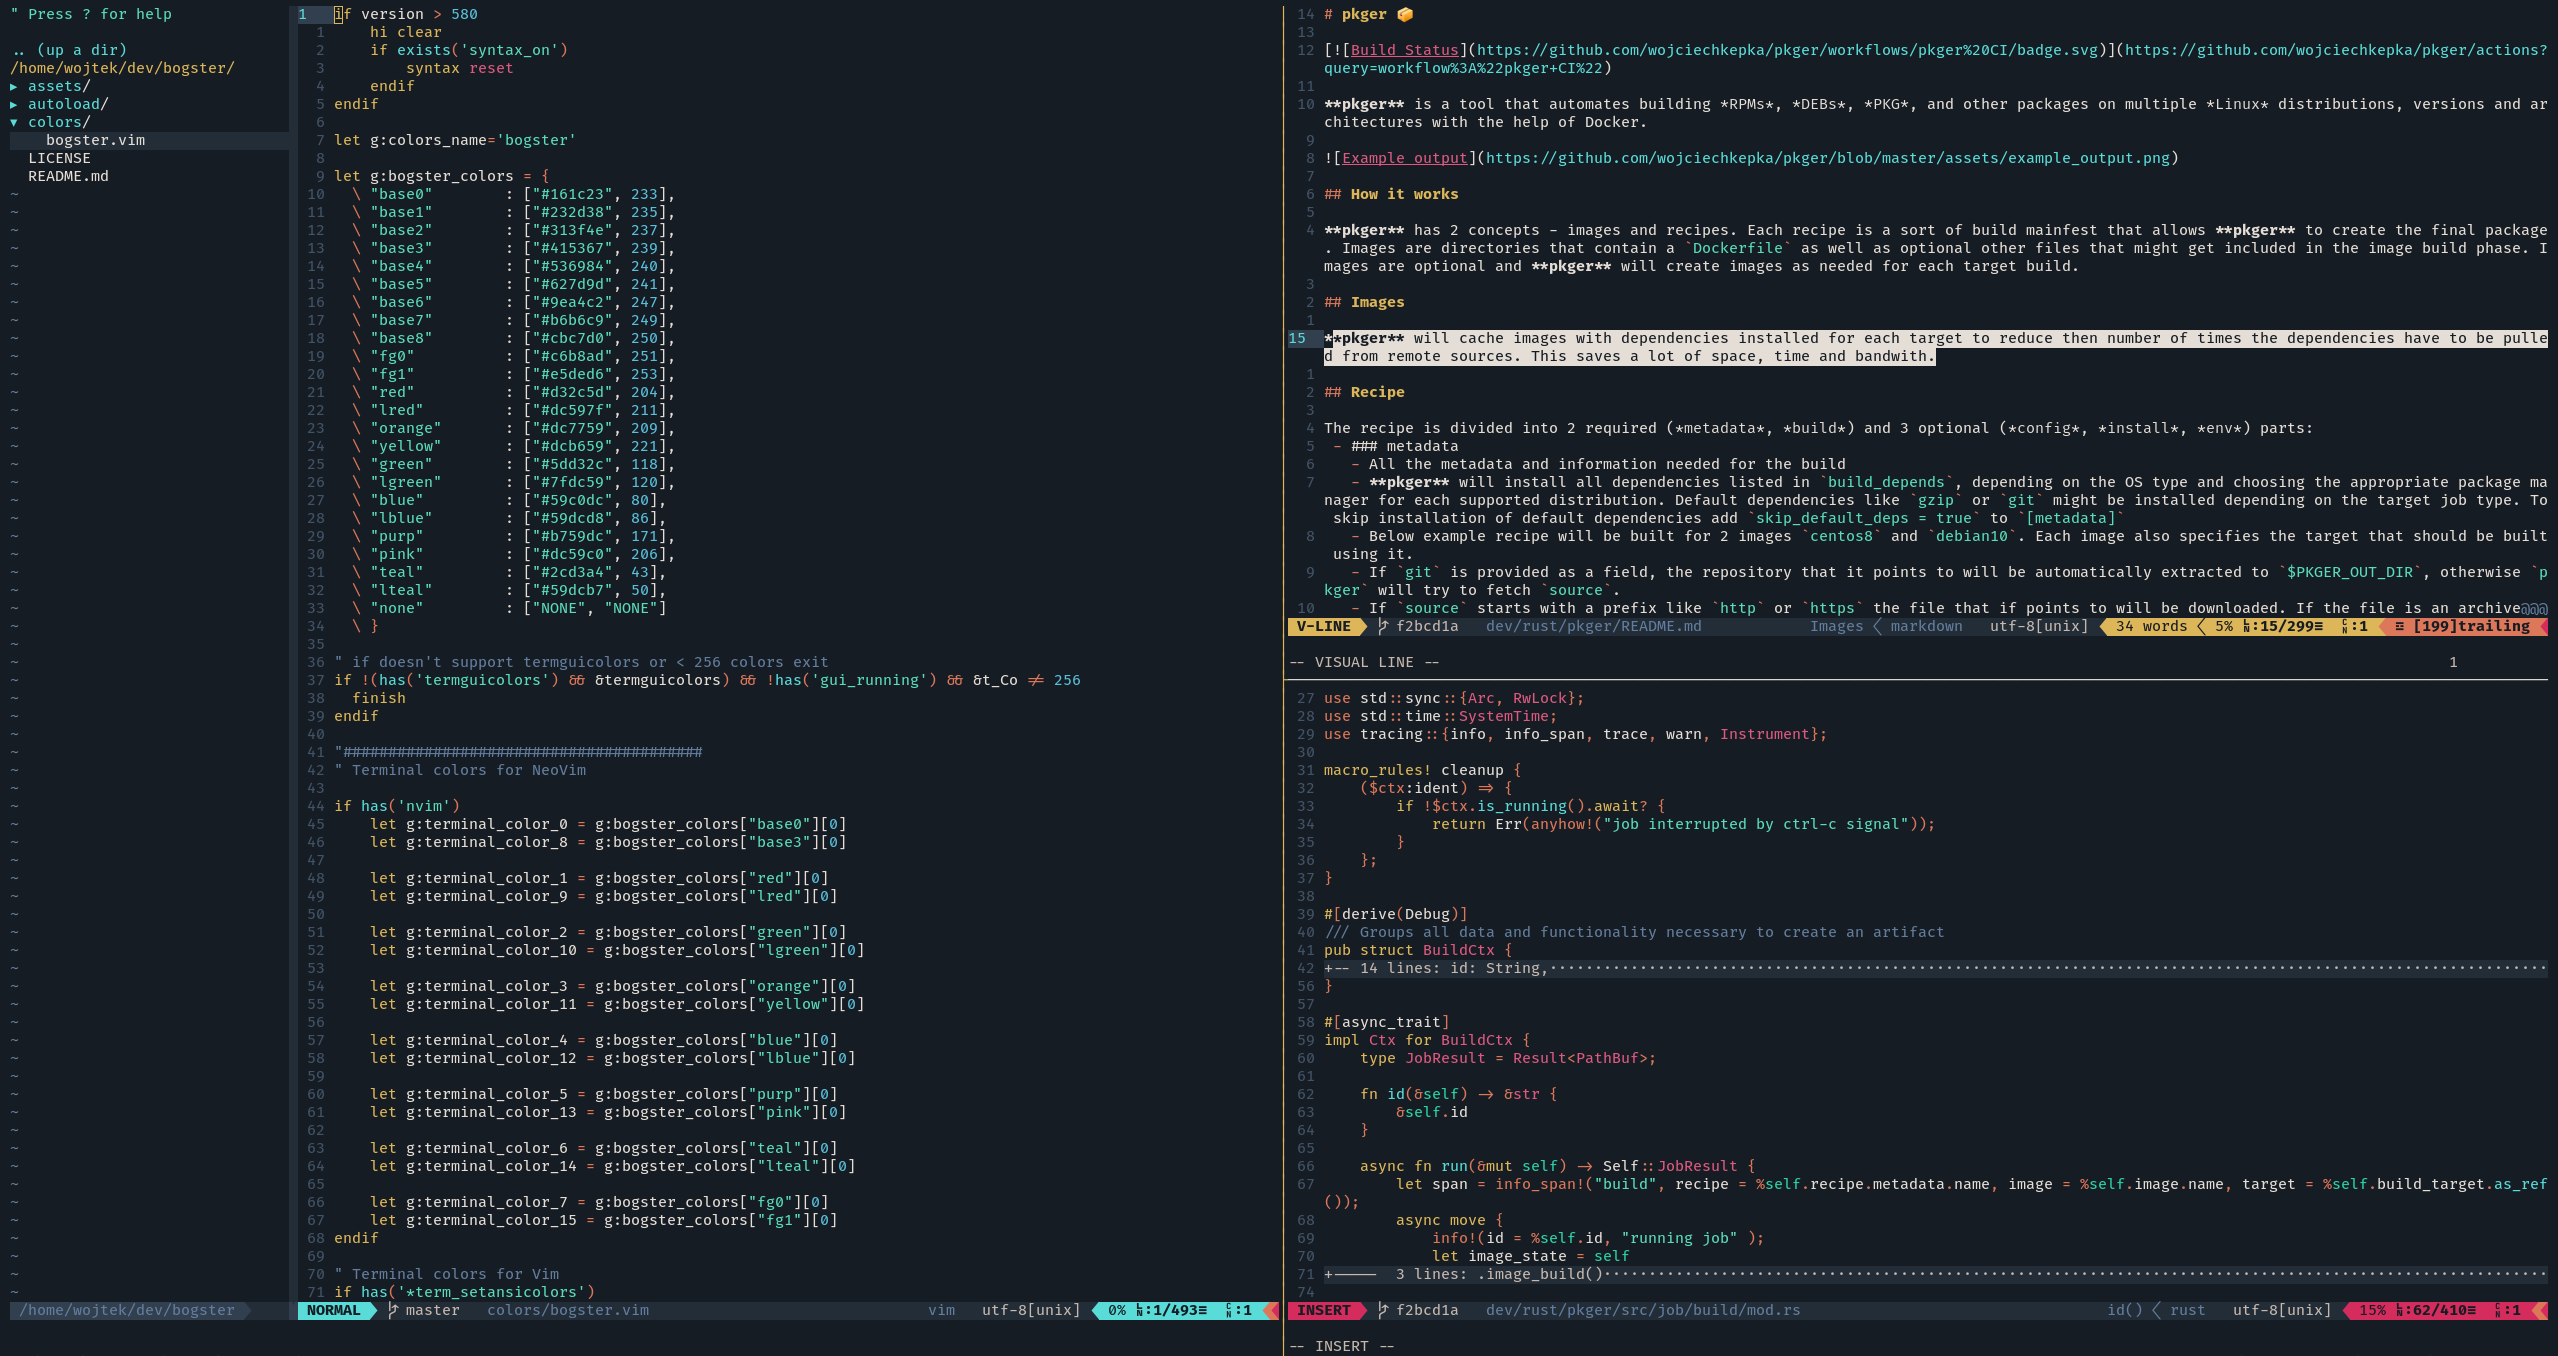 " Press ? for help
.. (up a dir)
/home/wojtek/dev/bogster/
▸ assets/
▸ autoload/
▾ colors/
bogster.vim
LICENSE
README.md
/home/wojtek/dev/bogster
1 if version > 580
1 hi clear
2 if exists('syntax_on')
3 syntax reset
4 endif
5 endif
6
7 let g:colors_name='bogster'
8
9 let g:bogster_colors = {
10 \ "base0" : ["#161c23", 233],
11 \ "base1" : ["#232d38", 235],
12 \ "base2" : ["#313f4e", 237],
13 \ "base3" : ["#415367", 239],
14 \ "base4" : ["#536984", 240],
15 \ "base5" : ["#627d9d", 241],
16 \ "base6" : ["#9ea4c2", 247],
17 \ "base7" : ["#b6b6c9", 249],
18 \ "base8" : ["#cbc7d0", 250],
19 \ "fg0" : ["#c6b8ad", 251],
20 \ "fg1" : ["#e5ded6", 253],
21 \ "red" : ["#d32c5d", 204],
22 \ "lred" : ["#dc597f", 211],
23 \ "orange" : ["#dc7759", 209],
24 \ "yellow" : ["#dcb659", 221],
25 \ "green" : ["#5dd32c", 118],
26 \ "lgreen" : ["#7fdc59", 120],
27 \ "blue" : ["#59c0dc", 80],
28 \ "lblue" : ["#59dcd8", 86],
29 \ "purp" : ["#b759dc", 171],
30 \ "pink" : ["#dc59c0", 206],
31 \ "teal" : ["#2cd3a4", 43],
32 \ "lteal" : ["#59dcb7", 50],
33 \ "none" : ["NONE", "NONE"]
34 \ }
35
36 " if doesn't support termguicolors or < 256 colors exit
37 if !(has('termguicolors') && &termguicolors) && !has('gui_running') && &t_Co != 256
38 finish
39 endif
40
41 "########################################
42 " Terminal colors for NeoVim
43
44 if has('nvim')
45 let g:terminal_color_0 = g:bogster_colors["base0"][0]
46 let g:terminal_color_8 = g:bogster_colors["base3"][0]
47
48 let g:terminal_color_1 = g:bogster_colors["red"][0]
49 let g:terminal_color_9 = g:bogster_colors["lred"][0]
50
51 let g:terminal_color_2 = g:bogster_colors["green"][0]
52 let g:terminal_color_10 = g:bogster_colors["lgreen"][0]
53
54 let g:terminal_color_3 = g:bogster_colors["orange"][0]
55 let g:terminal_color_11 = g:bogster_colors["yellow"][0]
56
57 let g:terminal_color_4 = g:bogster_colors["blue"][0]
58 let g:terminal_color_12 = g:bogster_colors["lblue"][0]
59
60 let g:terminal_color_5 = g:bogster_colors["purp"][0]
61 let g:terminal_color_13 = g:bogster_colors["pink"][0]
62
63 let g:terminal_color_6 = g:bogster_colors["teal"][0]
64 let g:terminal_color_14 = g:bogster_colors["lteal"][0]
65
66 let g:terminal_color_7 = g:bogster_colors["fg0"][0]
67 let g:terminal_color_15 = g:bogster_colors["fg1"][0]
68 endif
69
70 " Terminal colors for Vim
71 if has('*term_setansicolors')
NORMAL master colors/bogster.vim vim utf-8[unix] 0% ㏑:1/493≡ ℅:1
14 # pkger 📦
13
12 [![Build Status](https://github.com/wojciechkepka/pkger/workflows/pkger%20CI/badge.svg)](https://github.com/wojciechkepka/pkger/actions?
query=workflow%3A%22pkger+CI%22)
11
10 **pkger** is a tool that automates building *RPMs*, *DEBs*, *PKG*, and other packages on multiple *Linux* distributions, versions and ar
chitectures with the help of Docker.
9
8 ![Example output](https://github.com/wojciechkepka/pkger/blob/master/assets/example_output.png)
7
6 ## How it works
5
4 **pkger** has 2 concepts - images and recipes. Each recipe is a sort of build mainfest that allows **pkger** to create the final package
. Images are directories that contain a `Dockerfile` as well as optional other files that might get included in the image build phase. I
mages are optional and **pkger** will create images as needed for each target build.
3
2 ## Images
1
15 **pkger** will cache images with dependencies installed for each target to reduce then number of times the dependencies have to be pulle
d from remote sources. This saves a lot of space, time and bandwith.
1
2 ## Recipe
3
4 The recipe is divided into 2 required (*metadata*, *build*) and 3 optional (*config*, *install*, *env*) parts:
5 - ### metadata
6 - All the metadata and information needed for the build
7 - **pkger** will install all dependencies listed in `build_depends`, depending on the OS type and choosing the appropriate package ma
nager for each supported distribution. Default dependencies like `gzip` or `git` might be installed depending on the target job type. To
skip installation of default dependencies add `skip_default_deps = true` to `[metadata]`
8 - Below example recipe will be built for 2 images `centos8` and `debian10`. Each image also specifies the target that should be built
using it.
9 - If `git` is provided as a field, the repository that it points to will be automatically extracted to `$PKGER_OUT_DIR`, otherwise `p
kger` will try to fetch `source`.
10 - If `source` starts with a prefix like `http` or `https` the file that if points to will be downloaded. If the file is an archive@@@
V-LINE f2bcd1a dev/rust/pkger/README.md Images markdown utf-8[unix] 34 words 5% ㏑:15/299≡ ℅:1 ☲ [199]trailing
-- VISUAL LINE -- 1
27 use std::sync::{Arc, RwLock};
28 use std::time::SystemTime;
29 use tracing::{info, info_span, trace, warn, Instrument};
30
31 macro_rules! cleanup {
32 ($ctx:ident) => {
33 if !$ctx.is_running().await? {
34 return Err(anyhow!("job interrupted by ctrl-c signal"));
35 }
36 };
37 }
38
39 #[derive(Debug)]
40 /// Groups all data and functionality necessary to create an artifact
41 pub struct BuildCtx {
42 +-- 14 lines: id: String,
56 }
57
58 #[async_trait]
59 impl Ctx for BuildCtx {
60 type JobResult = Result<PathBuf>;
61
62 fn id(&self) -> &str {
63 &self.id
64 }
65
66 async fn run(&mut self) -> Self::JobResult {
67 let span = info_span!("build", recipe = %self.recipe.metadata.name, image = %self.image.name, target = %self.build_target.as_ref
());
68 async move {
69 info!(id = %self.id, "running job" );
70 let image_state = self
71 +----- 3 lines: .image_build()
74
INSERT f2bcd1a dev/rust/pkger/src/job/build/mod.rs id() rust utf-8[unix] 15% ㏑:62/410≡ ℅:1
-- INSERT --